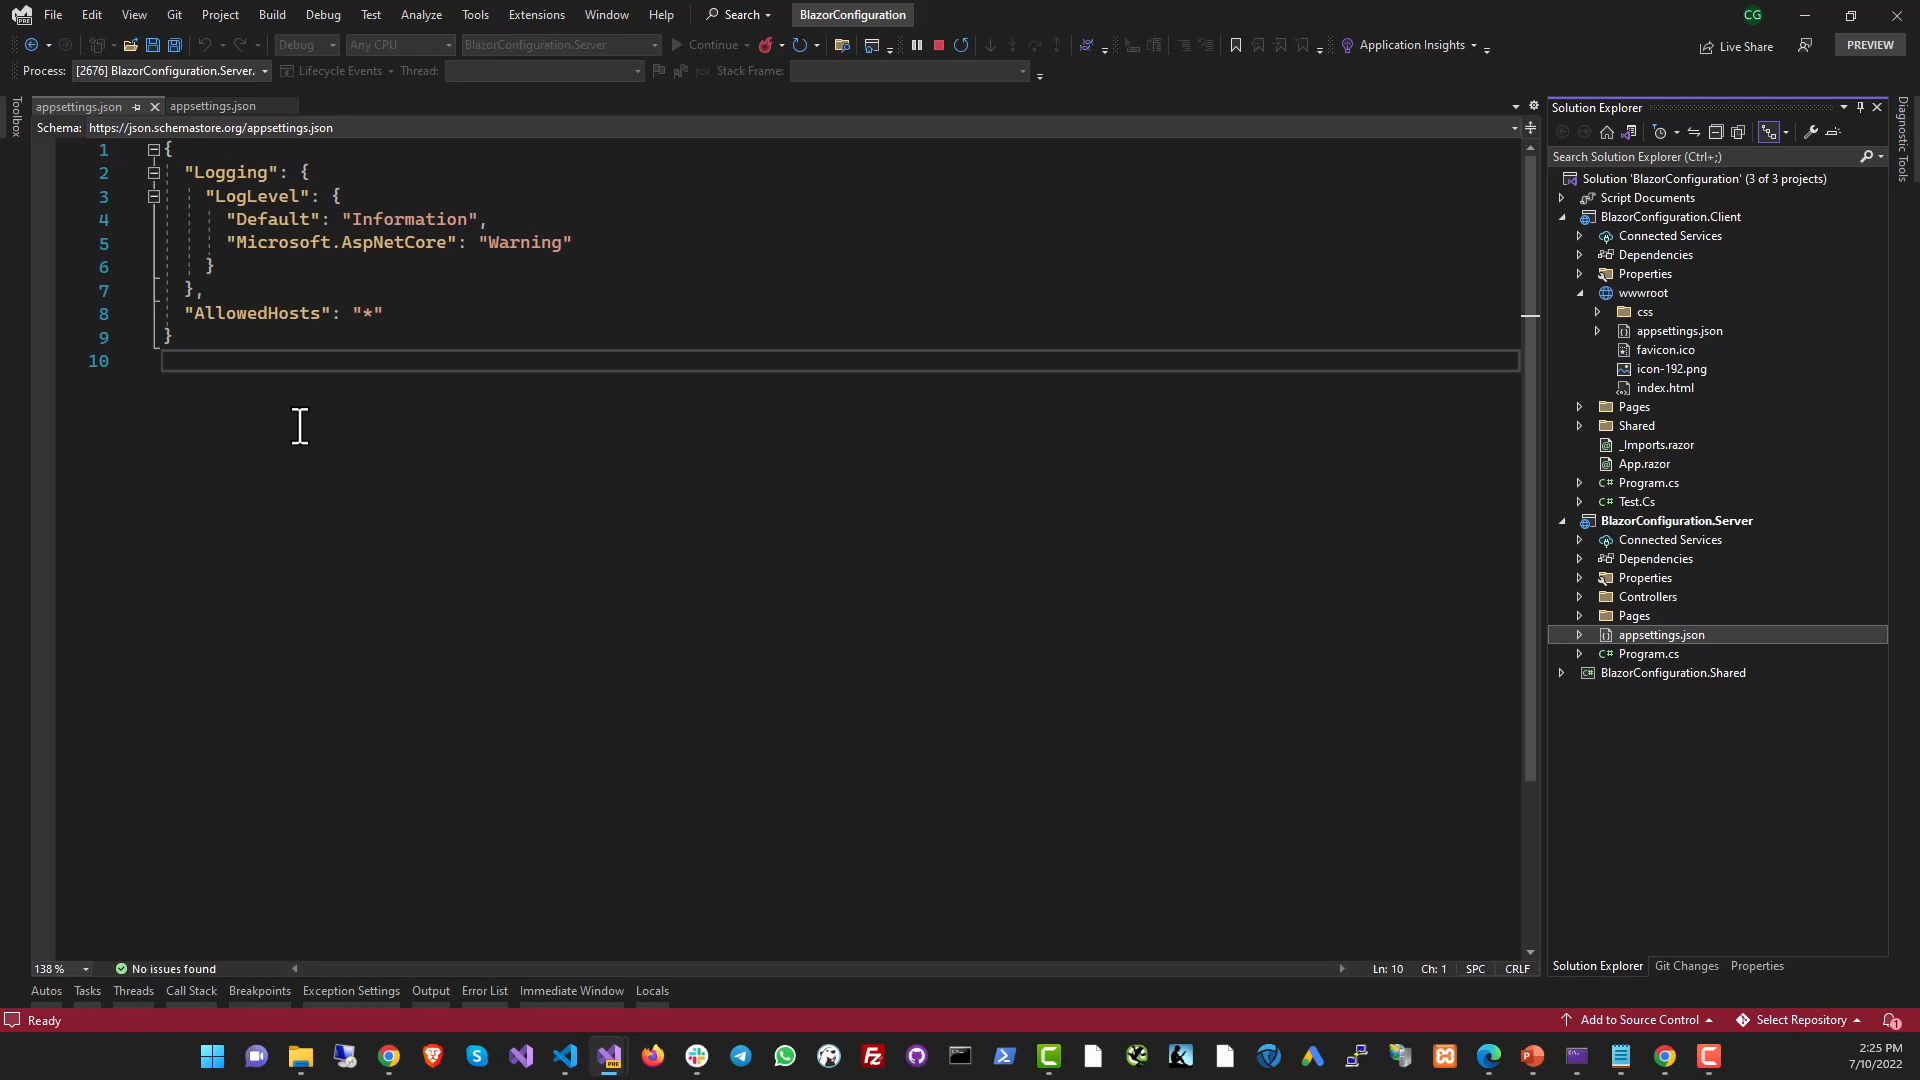 File Edit View Git Project Build Debug Test Analyze Tools Extensions Window Help Search BlazorConfiguration CG
Debug Any CPU BlazorConfiguration.Server Continue Application Insights Live Share PREVIEW
Process: [2676] BlazorConfiguration.Server. Lifecycle Events Thread: Stack Frame:
Toolbox
appsettings.json appsettings.json
Schema: https://json.schemastore.org/appsettings.json
1 {
2 "Logging": {
3 "LogLevel": {
4 "Default": "Information",
5 "Microsoft.AspNetCore": "Warning"
6 }
7 },
8 "AllowedHosts": "*"
9 }
10
138 % No issues found Ln: 10 Ch: 1 SPC CRLF
Solution Explorer
Search Solution Explorer (Ctrl+;)
Solution 'BlazorConfiguration' (3 of 3 projects)
Script Documents
BlazorConfiguration.Client
Connected Services
Dependencies
Properties
wwwroot
css
appsettings.json
favicon.ico
icon-192.png
index.html
Pages
Shared
_Imports.razor
App.razor
C# Program.cs
C# Test.Cs
BlazorConfiguration.Server
Connected Services
Dependencies
Properties
Controllers
Pages
appsettings.json
C# Program.cs
C# BlazorConfiguration.Shared
Solution Explorer Git Changes Properties
Diagnostic Tools
Autos Tasks Threads Call Stack Breakpoints Exception Settings Output Error List Immediate Window Locals
Ready Add to Source Control Select Repository 1
2:25 PM
7/10/2022